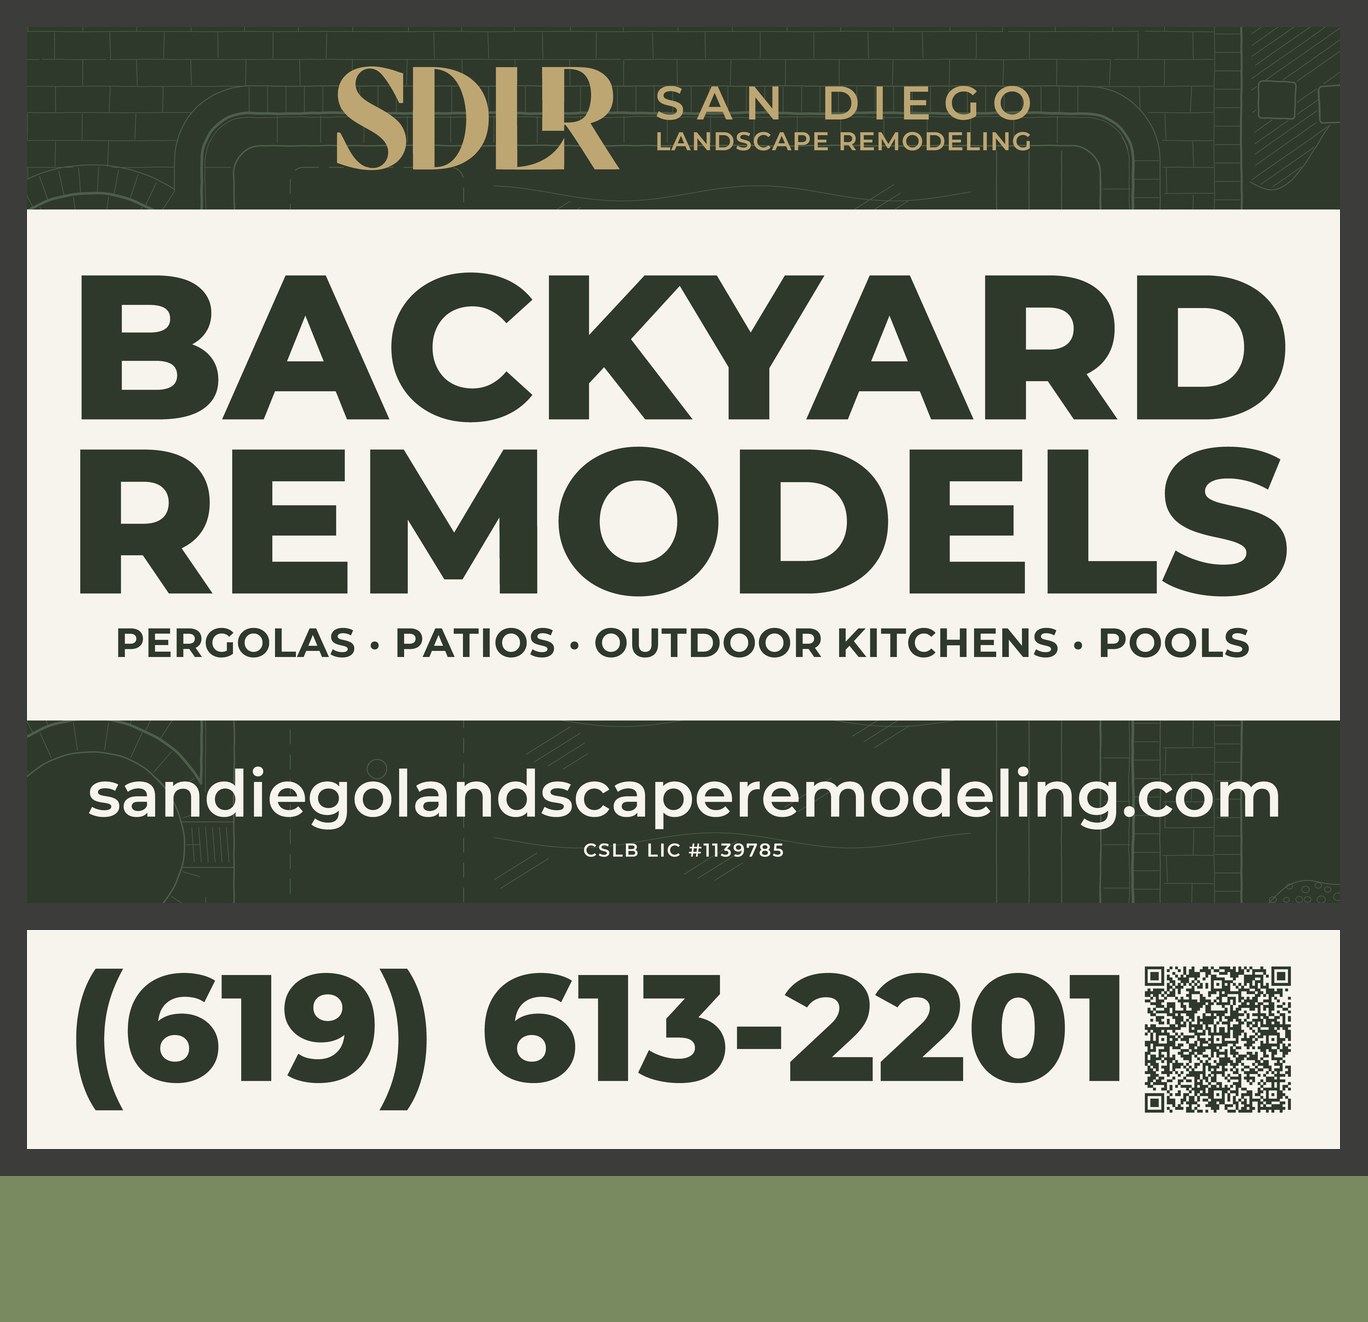 SDLR
SAN DIEGO
LANDSCAPE REMODELING
BACKYARD
REMODELS
PERGOLAS · PATIOS · OUTDOOR KITCHENS · POOLS
sandiegolandscaperemodeling.com
CSLB LIC #1139785
(619) 613-2201